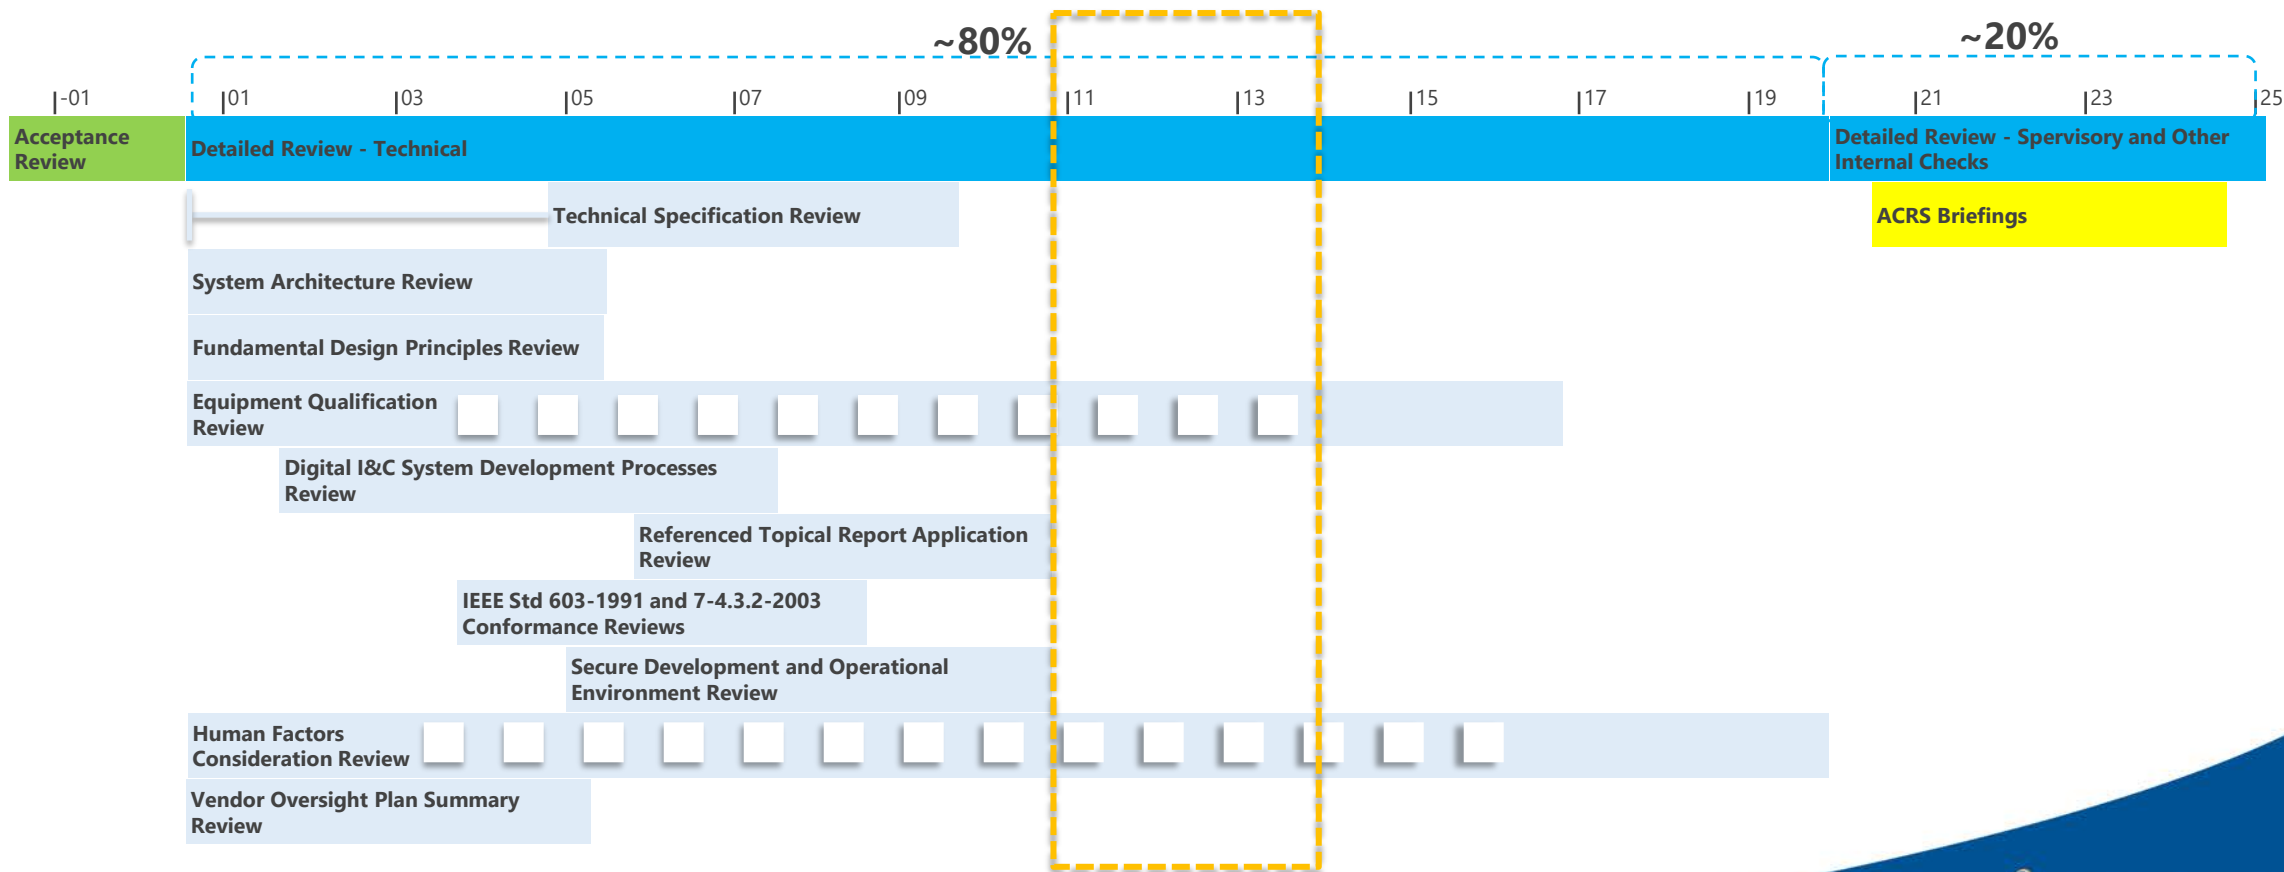 ~80%
~20%
-01
01
03
05
07
09
11
13
15
17
19
21
23
25
Acceptance
Review
Detailed Review - Technical
Detailed Review - Spervisory and Other
Internal Checks
Technical Specification Review
ACRS Briefings
System Architecture Review
Fundamental Design Principles Review
Equipment Qualification
Review
Digital I&C System Development Processes
Review
Referenced Topical Report Application
Review
IEEE Std 603-1991 and 7-4.3.2-2003
Conformance Reviews
Secure Development and Operational
Environment Review
Human Factors
Consideration Review
Vendor Oversight Plan Summary
Review